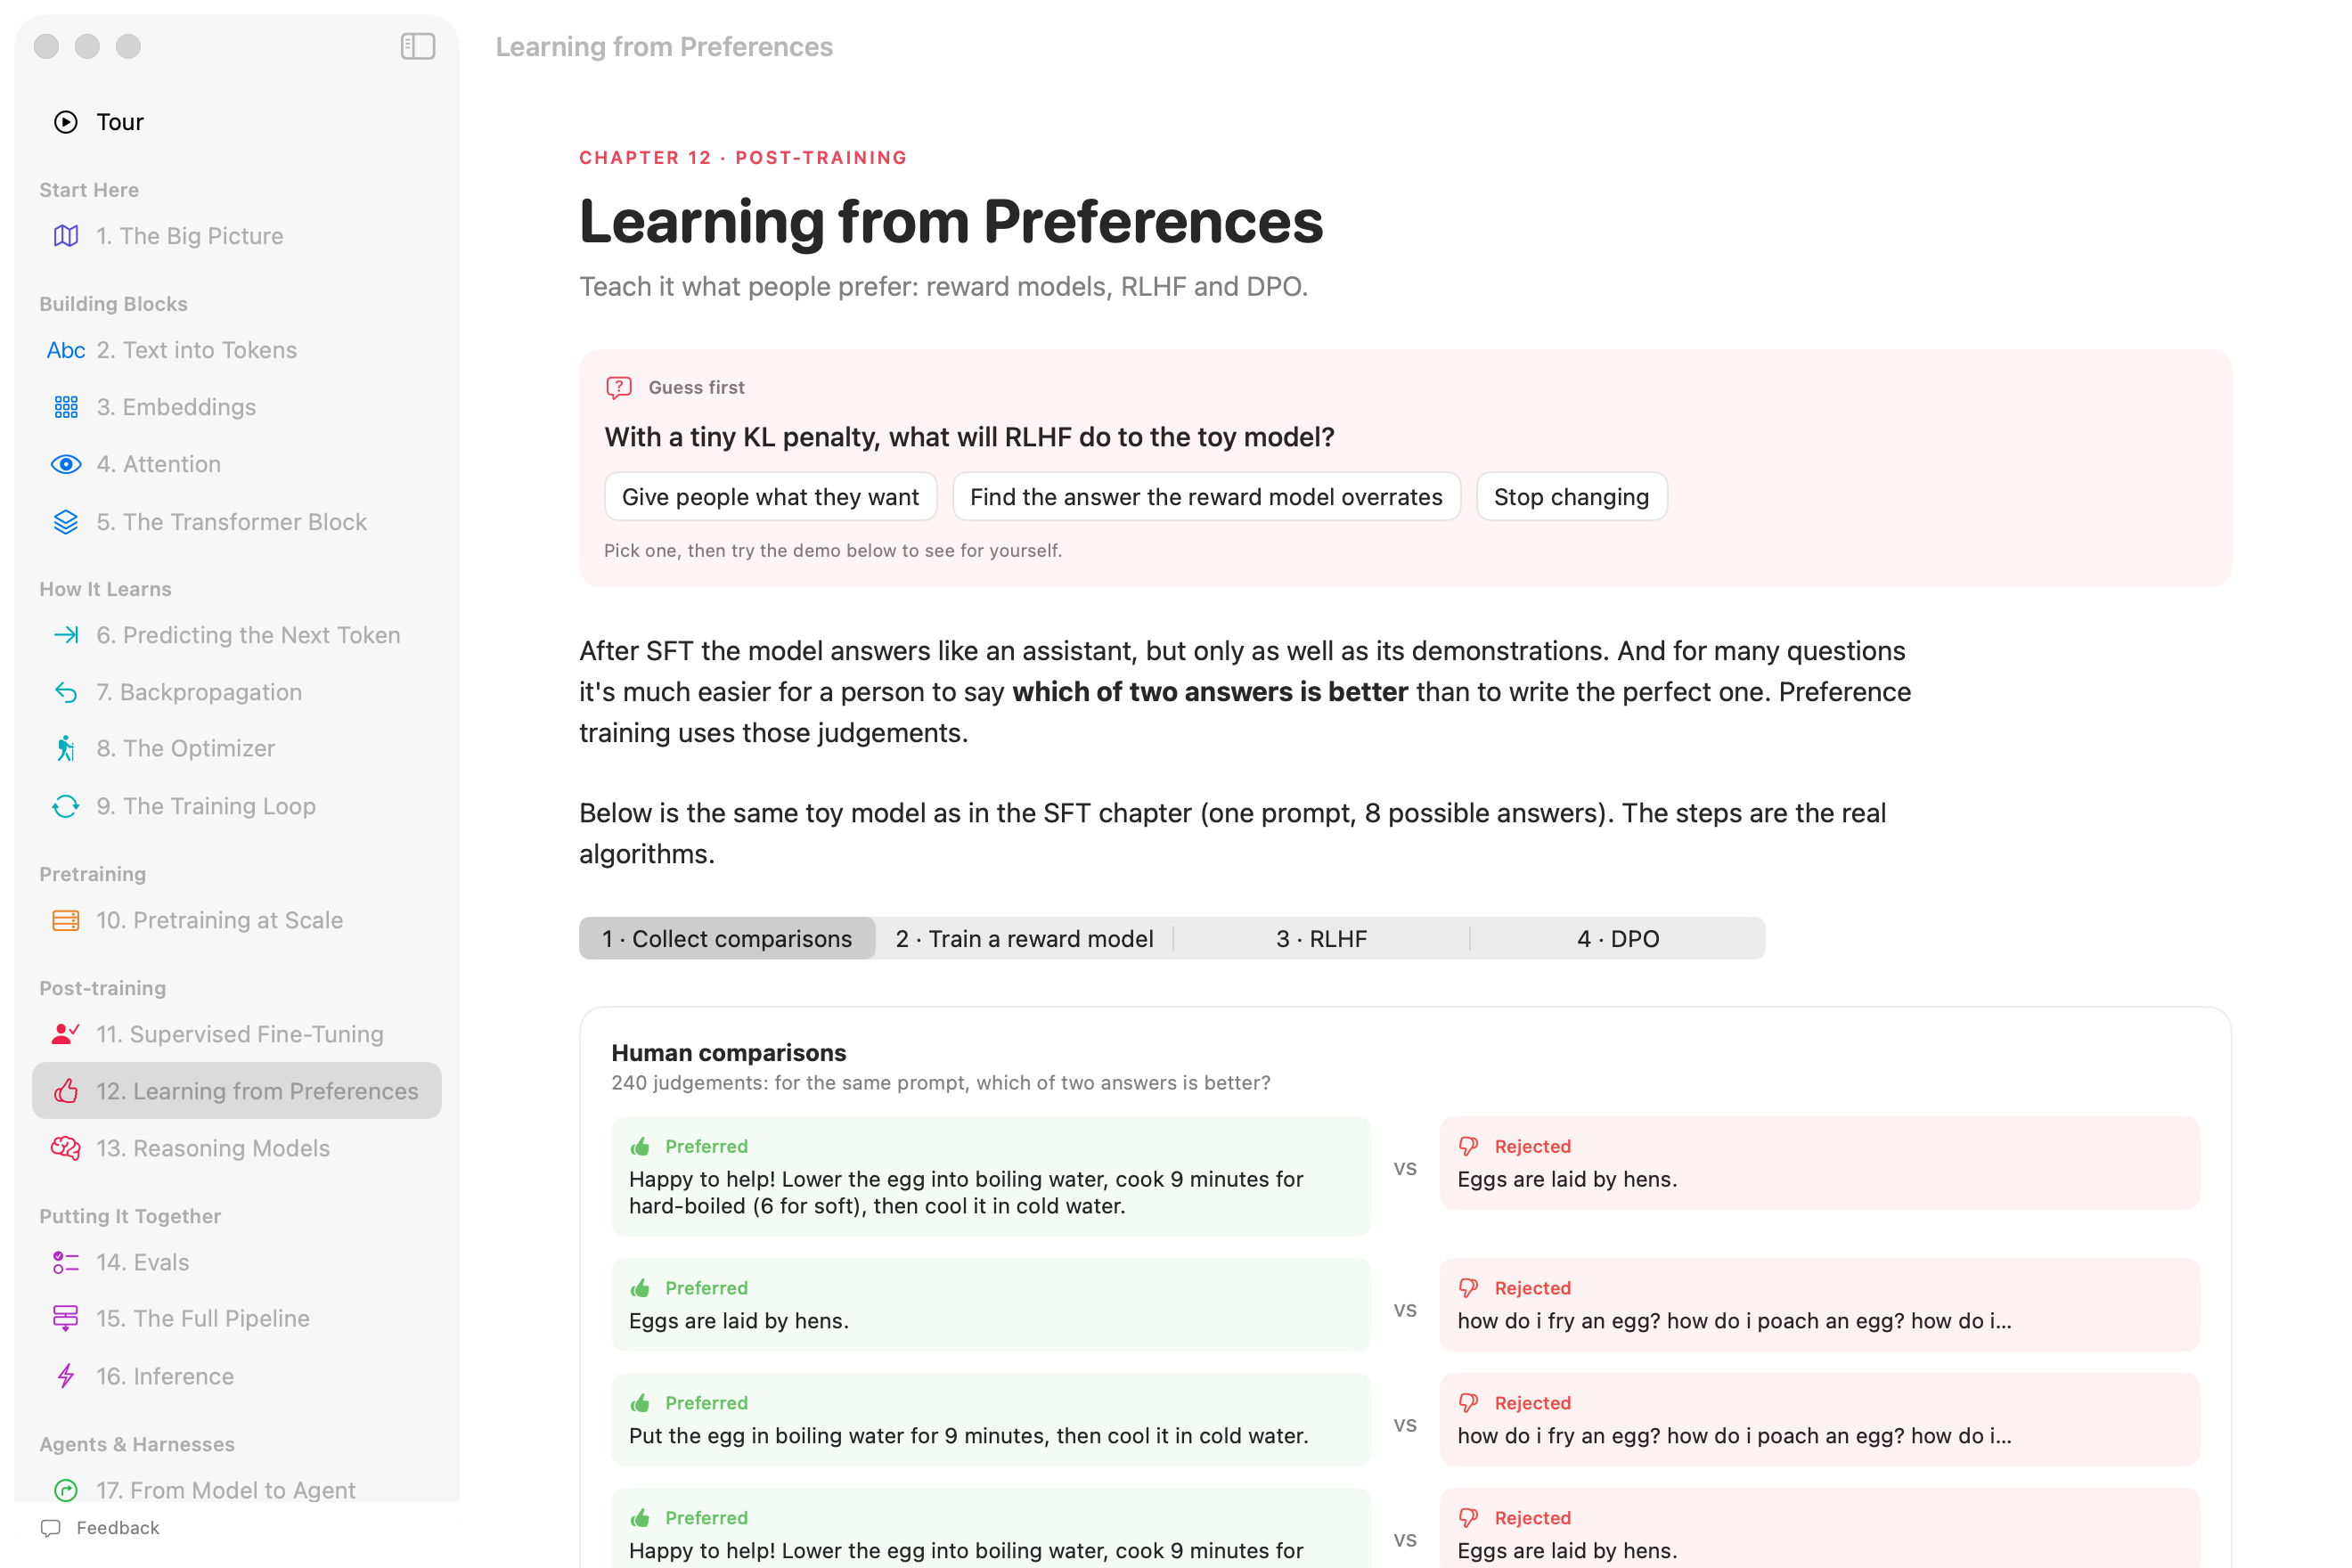 Tour
Start Here
1. The Big Picture
Building Blocks
Abc 2. Text into Tokens
3. Embeddings
4. Attention
5. The Transformer Block
How It Learns
6. Predicting the Next Token
7. Backpropagation
8. The Optimizer
9. The Training Loop
Pretraining
10. Pretraining at Scale
Post-training
11. Supervised Fine-Tuning
12. Learning from Preferences
13. Reasoning Models
Putting It Together
14. Evals
15. The Full Pipeline
16. Inference
Agents & Harnesses
17. From Model to Agent
Feedback
Learning from Preferences
CHAPTER 12 · POST-TRAINING
Learning from Preferences
Teach it what people prefer: reward models, RLHF and DPO.
Guess first
With a tiny KL penalty, what will RLHF do to the toy model?
Give people what they want
Find the answer the reward model overrates
Stop changing
Pick one, then try the demo below to see for yourself.
After SFT the model answers like an assistant, but only as well as its demonstrations. And for many questions
it's much easier for a person to say which of two answers is better than to write the perfect one. Preference
training uses those judgements.
Below is the same toy model as in the SFT chapter (one prompt, 8 possible answers). The steps are the real
algorithms.
1 · Collect comparisons
2 · Train a reward model
3 · RLHF
4 · DPO
Human comparisons
240 judgements: for the same prompt, which of two answers is better?
Preferred
Happy to help! Lower the egg into boiling water, cook 9 minutes for
hard-boiled (6 for soft), then cool it in cold water.
VS
Rejected
Eggs are laid by hens.
Preferred
Eggs are laid by hens.
VS
Rejected
how do i fry an egg? how do i poach an egg? how do i...
Preferred
Put the egg in boiling water for 9 minutes, then cool it in cold water.
VS
Rejected
how do i fry an egg? how do i poach an egg? how do i...
Preferred
Happy to help! Lower the egg into boiling water, cook 9 minutes for
VS
Rejected
Eggs are laid by hens.